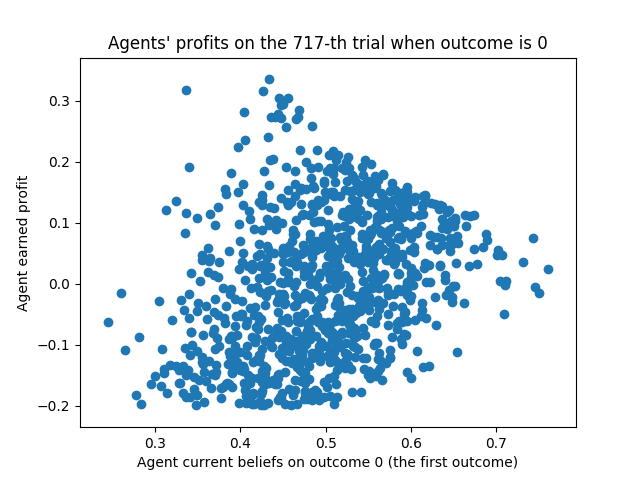 Agents' profits on the 717-th trial when outcome is 0
Agent earned profit
0.3
0.2
0.1
0.0
−0.1
−0.2
0.3 0.4 0.5 0.6 0.7
Agent current beliefs on outcome 0 (the first outcome)